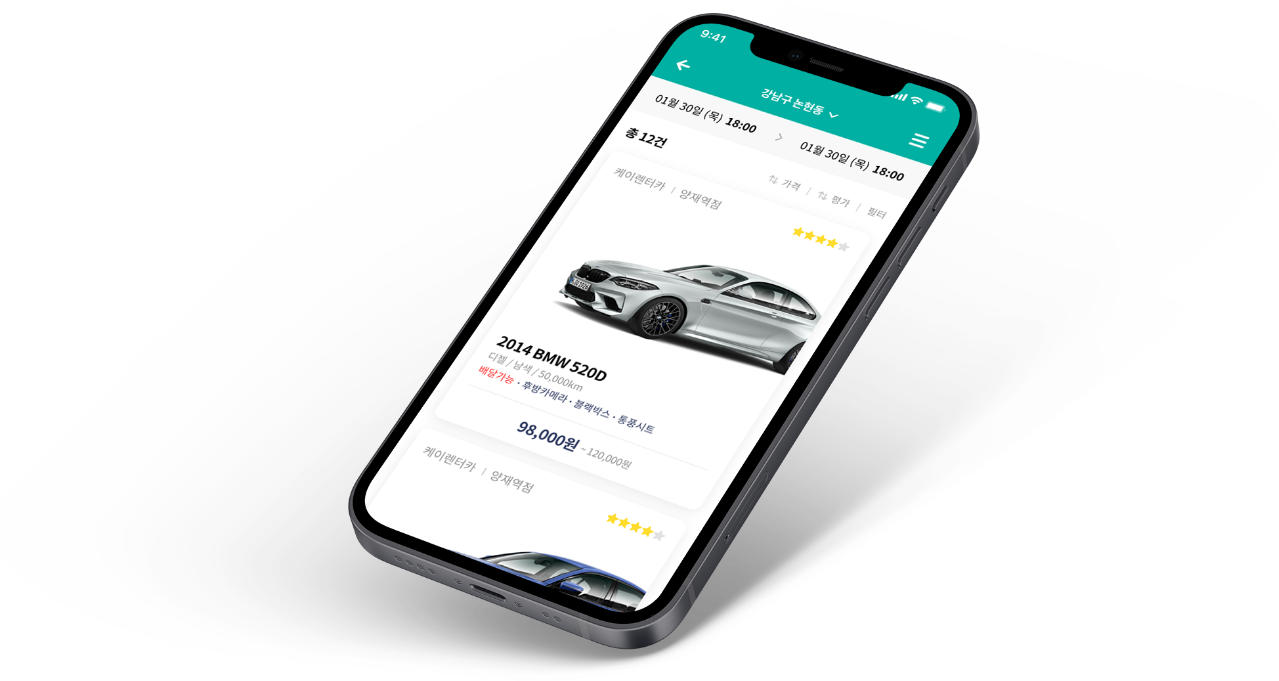 9:41
강남구 논현동
01월 30일 (목) 18:00 01월 30일 (목) 18:00
총 12건
가격 | 평가 | 필터
케이렌터카 | 양재역점
2014 BMW 520D
디젤 / 남색 / 50,000km
배달가능 · 후방카메라 · 블랙박스 · 통풍시트
98,000원 ~ 120,000원
케이렌터카 | 양재역점